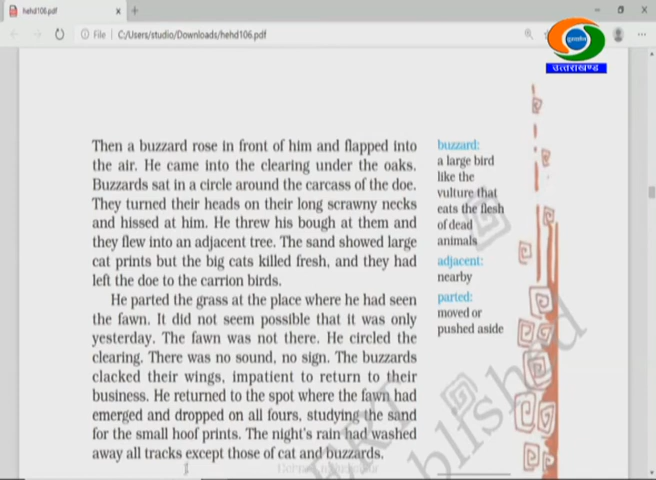 hehd106.pdf
File | C:/Users/studio/Downloads/hehd106.pdf
उत्तराखण्ड
Then a buzzard rose in front of him and flapped into
the air. He came into the clearing under the oaks.
Buzzards sat in a circle around the carcass of the doe.
They turned their heads on their long scrawny necks
and hissed at him. He threw his bough at them and
they flew into an adjacent tree. The sand showed large
cat prints but the big cats killed fresh, and they had
left the doe to the carrion birds.
He parted the grass at the place where he had seen
the fawn. It did not seem possible that it was only
yesterday. The fawn was not there. He circled the
clearing. There was no sound, no sign. The buzzards
clacked their wings, impatient to return to their
business. He returned to the spot where the fawn had
emerged and dropped on all fours, studying the sand
for the small hoof prints. The night's rain had washed
away all tracks except those of cat and buzzards.
buzzard:
a large bird
like the
vulture that
eats the flesh
of dead
animals
adjacent:
nearby
parted:
moved or
pushed aside